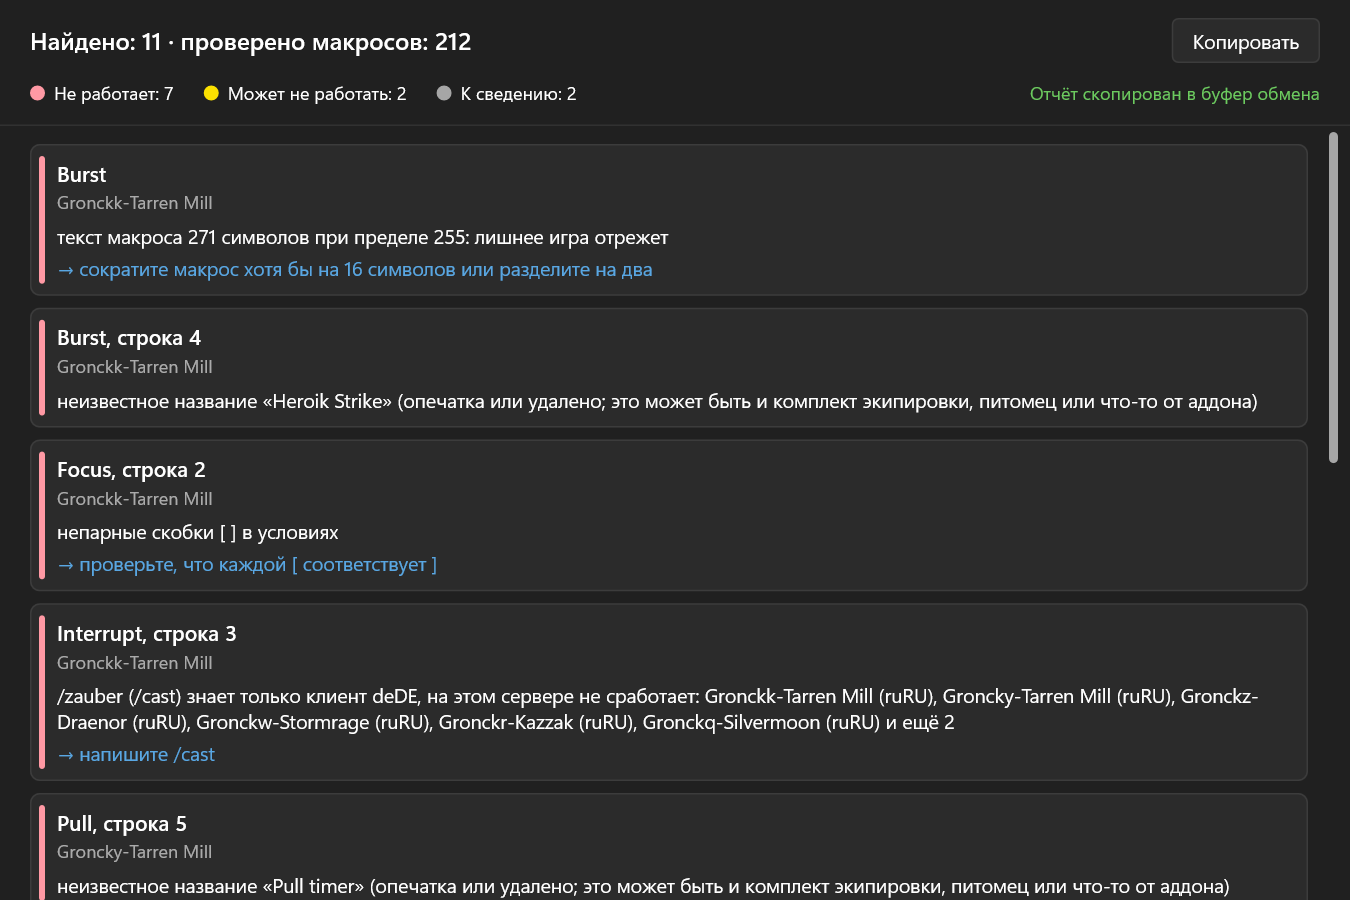 Найдено: 11 · проверено макросов: 212
Копировать
Не работает: 7
Может не работать: 2
К сведению: 2
Отчёт скопирован в буфер обмена
Burst
Gronckk-Tarren Mill
текст макроса 271 символов при пределе 255: лишнее игра отрежет
→ сократите макрос хотя бы на 16 символов или разделите на два
Burst, строка 4
Gronckk-Tarren Mill
неизвестное название «Heroik Strike» (опечатка или удалено; это может быть и комплект экипировки, питомец или что-то от аддона)
Focus, строка 2
Gronckk-Tarren Mill
непарные скобки [ ] в условиях
→ проверьте, что каждой [ соответствует ]
Interrupt, строка 3
Gronckk-Tarren Mill
/zauber (/cast) знает только клиент deDE, на этом сервере не сработает: Gronckk-Tarren Mill (ruRU), Groncky-Tarren Mill (ruRU), Gronckz-
Draenor (ruRU), Gronckw-Stormrage (ruRU), Gronckr-Kazzak (ruRU), Gronckq-Silvermoon (ruRU) и ещё 2
→ напишите /cast
Pull, строка 5
Groncky-Tarren Mill
неизвестное название «Pull timer» (опечатка или удалено; это может быть и комплект экипировки, питомец или что-то от аддона)